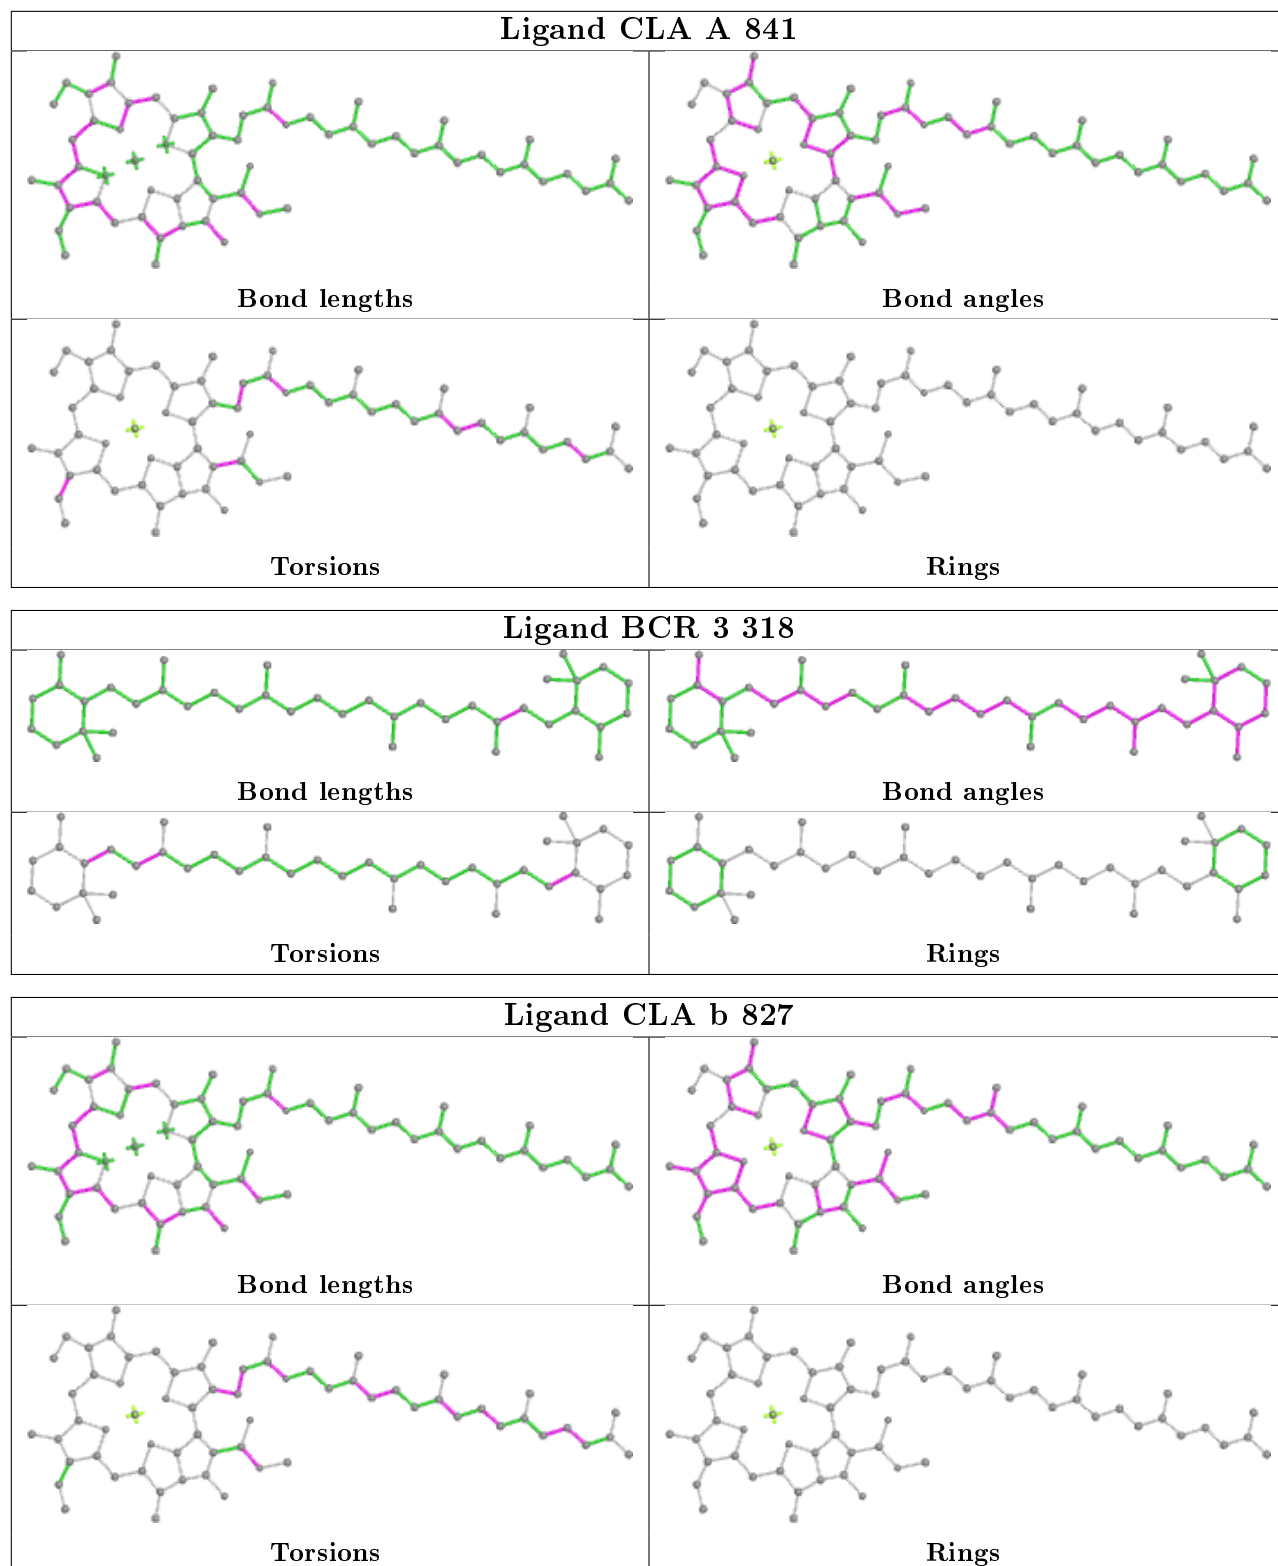 Ligand CLA A 841
Bond lengths
Bond angles
Torsions
Rings
Ligand BCR 3 318
Bond lengths
Bond angles
Torsions
Rings
Ligand CLA b 827
Bond lengths
Bond angles
Torsions
Rings